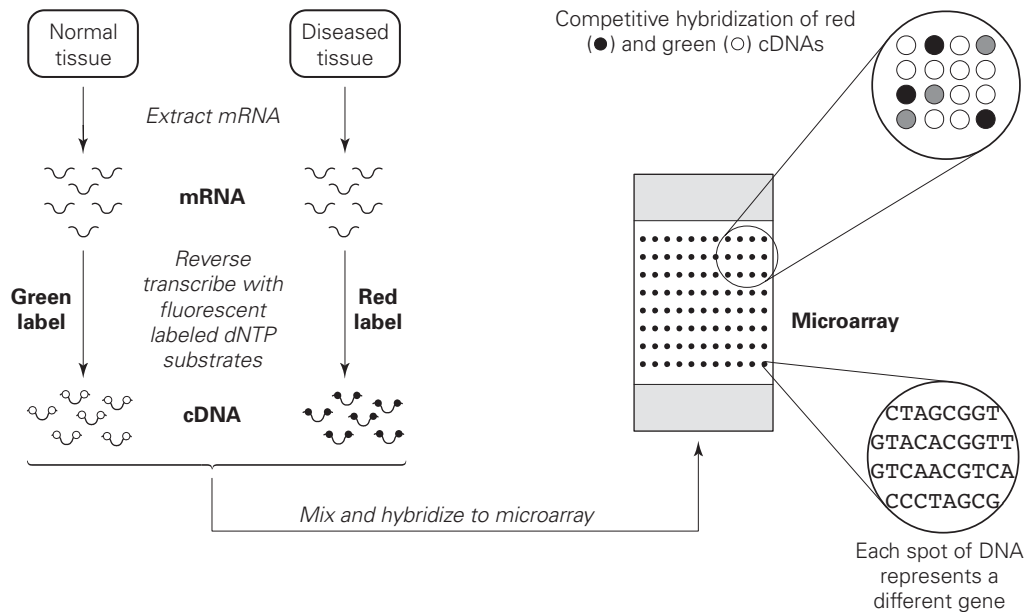 Normal
tissue
Diseased
tissue
Competitive hybridization of red
(●) and green (○) cDNAs
Extract mRNA
mRNA
Reverse
transcribe with
fluorescent
labeled dNTP
substrates
Green
label
Red
label
cDNA
Mix and hybridize to microarray
Microarray
CTAGCGGT
GTACACGGTT
GTCAACGTCA
CCCTAGCG
Each spot of DNA
represents a
different gene